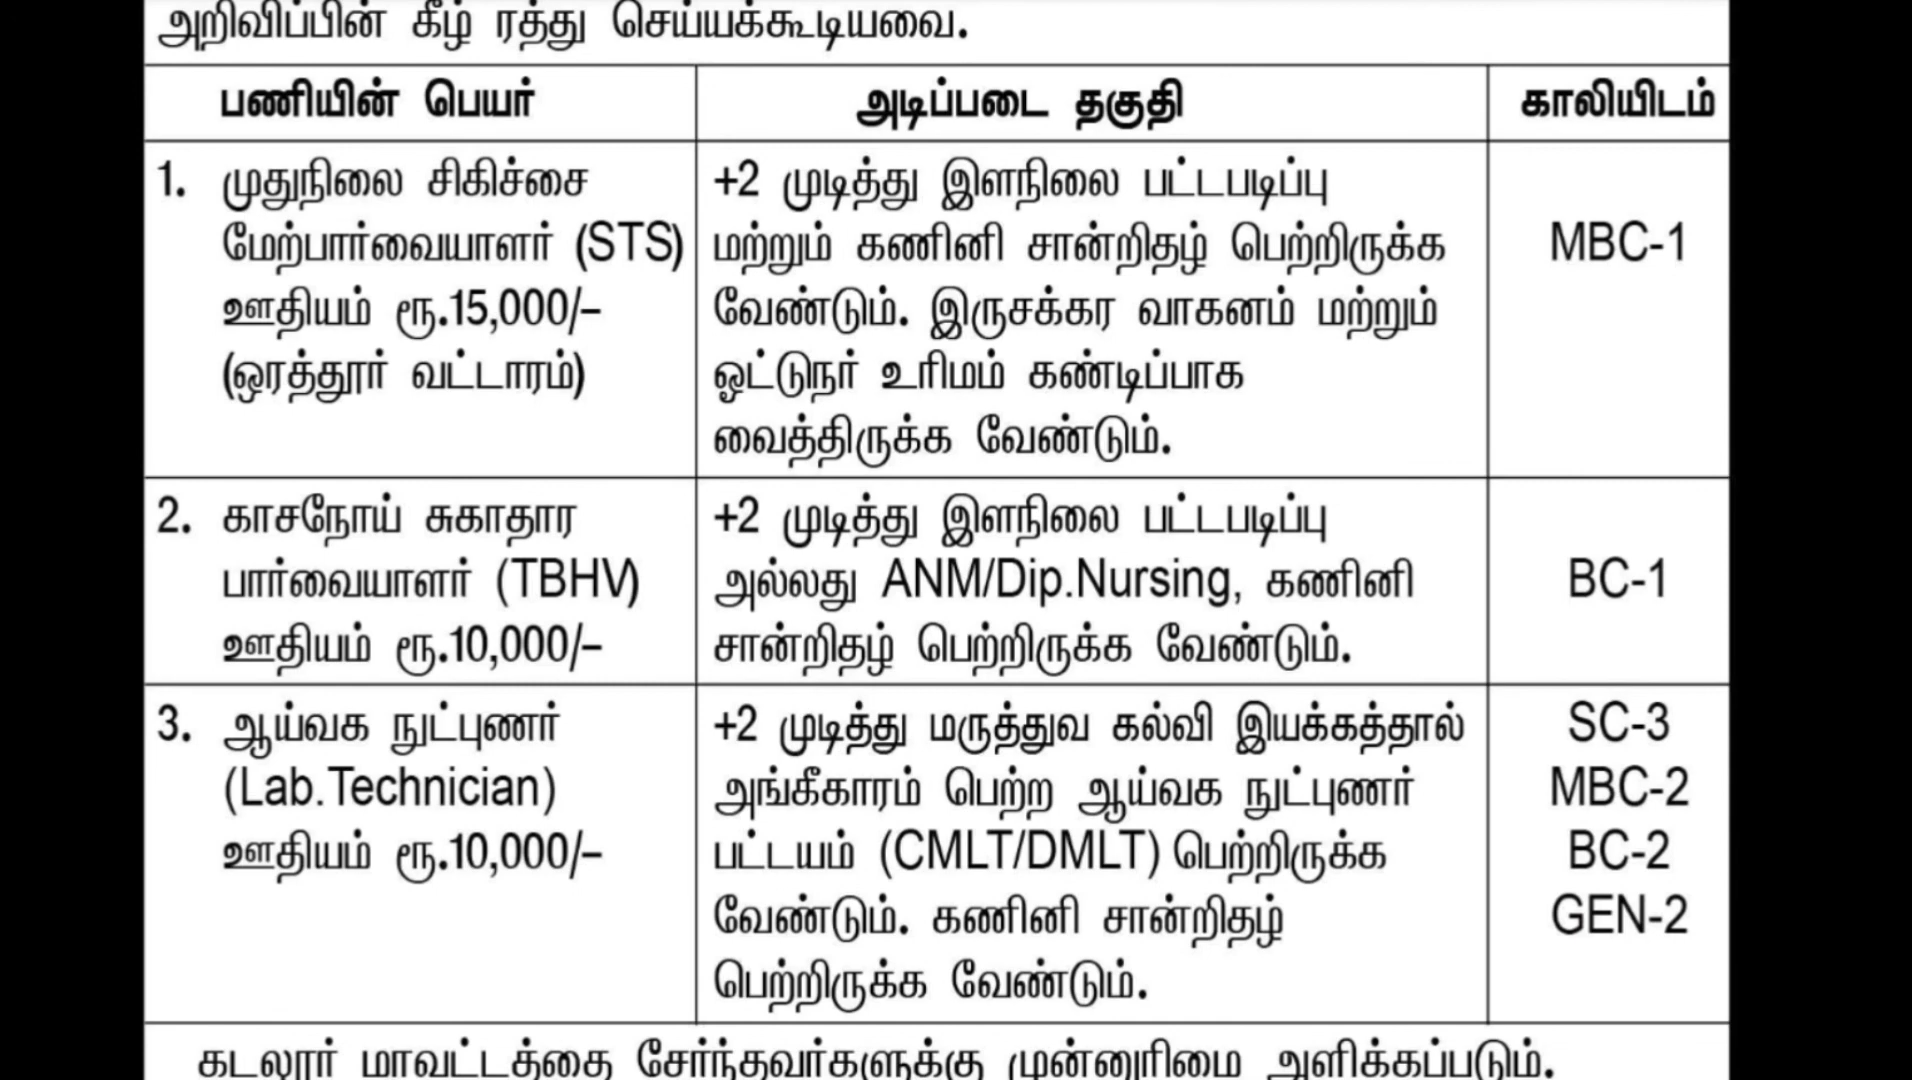 அறிவிப்பின் கீழ் ரத்து செய்யக்கூடியவை.
பணியின் பெயர் அடிப்படை தகுதி காலியிடம்
1. முதுநிலை சிகிச்சை
மேற்பார்வையாளர் (STS)
ஊதியம் ரூ.15,000/–
(ஒரத்தூர் வட்டாரம்)
+2 முடித்து இளநிலை பட்டபடிப்பு
மற்றும் கணினி சான்றிதழ் பெற்றிருக்க
வேண்டும். இருசக்கர வாகனம் மற்றும்
ஓட்டுநர் உரிமம் கண்டிப்பாக
வைத்திருக்க வேண்டும்.
MBC-1
2. காசநோய் சுகாதார
பார்வையாளர் (TBHV)
ஊதியம் ரூ.10,000/–
+2 முடித்து இளநிலை பட்டபடிப்பு
அல்லது ANM/Dip.Nursing, கணினி
சான்றிதழ் பெற்றிருக்க வேண்டும்.
BC-1
3. ஆய்வக நுட்புணர்
(Lab.Technician)
ஊதியம் ரூ.10,000/–
+2 முடித்து மருத்துவ கல்வி இயக்கத்தால்
அங்கீகாரம் பெற்ற ஆய்வக நுட்புணர்
பட்டயம் (CMLT/DMLT) பெற்றிருக்க
வேண்டும். கணினி சான்றிதழ்
பெற்றிருக்க வேண்டும்.
SC-3
MBC-2
BC-2
GEN-2
கடலூர் மாவட்டத்தை சேர்ந்தவர்களுக்கு முன்னுரிமை அளிக்கப்படும்.